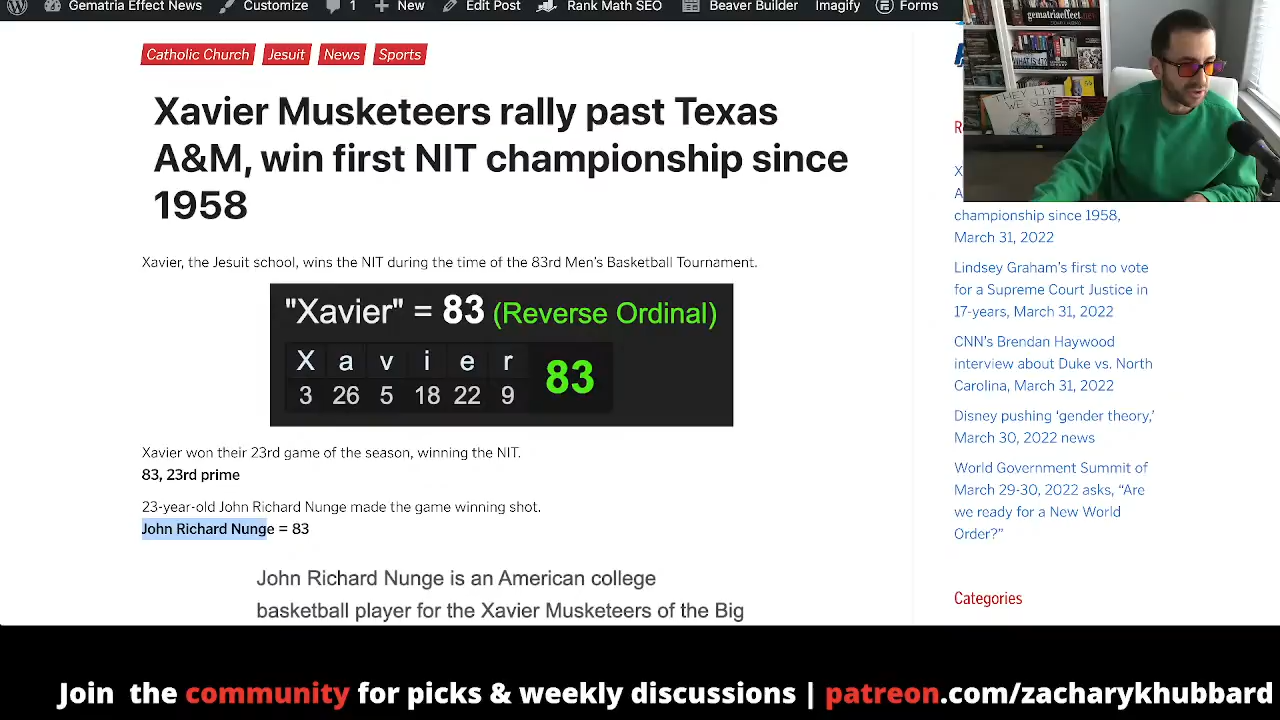 Gematria Effect News Customize 1 New Edit Post Rank Math SEO Beaver Builder Imagify Forms
Catholic Church Jesuit News Sports
Xavier Musketeers rally past Texas
A&M, win first NIT championship since
1958
Xavier, the Jesuit school, wins the NIT during the time of the 83rd Men's Basketball Tournament.
"Xavier" = 83 (Reverse Ordinal)
X a v i e r
83
3 26 5 18 22 9
Xavier won their 23rd game of the season, winning the NIT.
83, 23rd prime
23-year-old John Richard Nunge made the game winning shot.
John Richard Nunge = 83
John Richard Nunge is an American college
basketball player for the Xavier Musketeers of the Big
gematriaeffect.net
championship since 1958,
March 31, 2022
Lindsey Graham's first no vote
for a Supreme Court Justice in
17-years, March 31, 2022
CNN's Brendan Haywood
interview about Duke vs. North
Carolina, March 31, 2022
Disney pushing 'gender theory,'
March 30, 2022 news
World Government Summit of
March 29-30, 2022 asks, "Are
we ready for a New World
Order?"
Categories
THEY LIVE
WE SLEEP
Join the community for picks & weekly discussions | patreon.com/zacharykhubbard